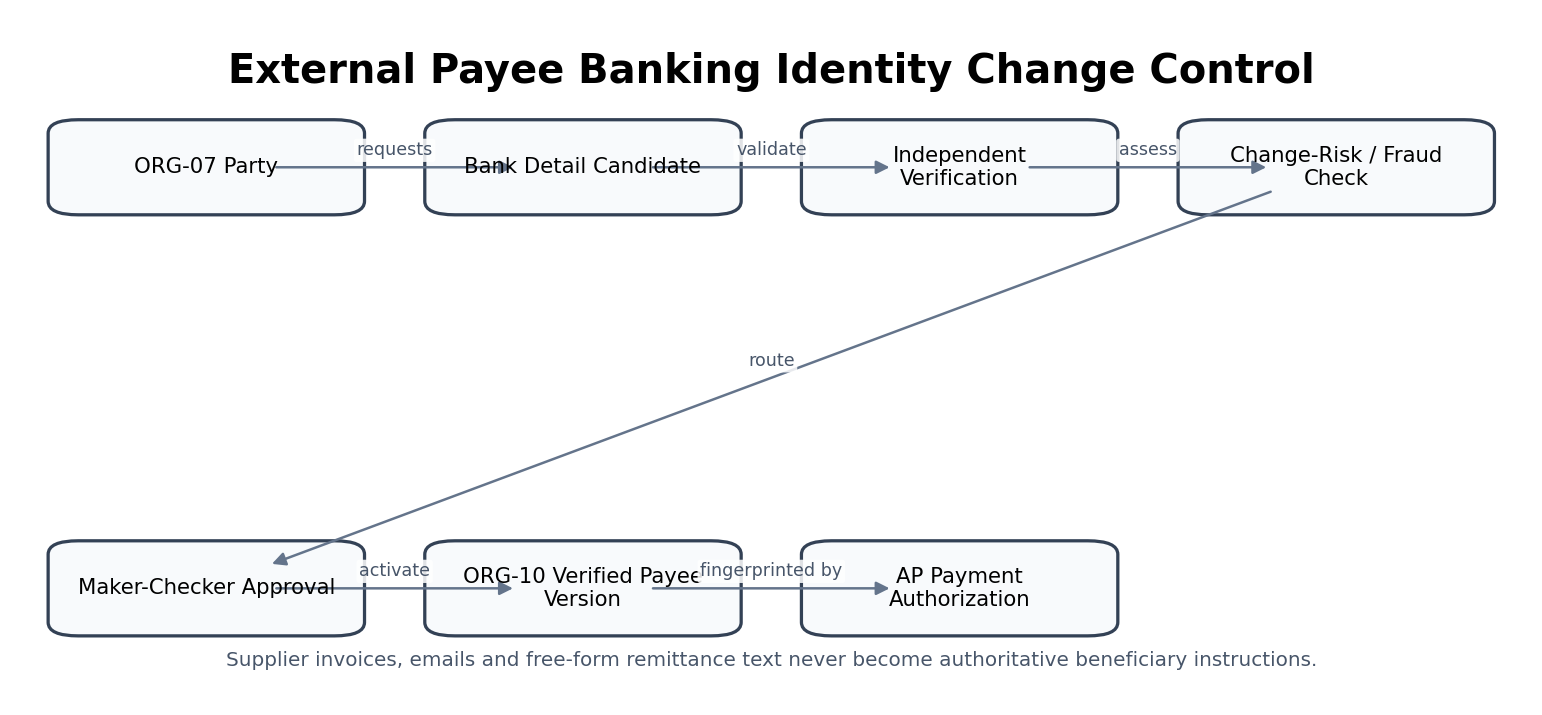 External Payee Banking Identity Change Control
ORG-07 Party
requests
Bank Detail Candidate
validate
Independent
Verification
assess
Change-Risk / Fraud
Check
route
Maker-Checker Approval
activate
ORG-10 Verified Payee
Version
fingerprinted by
AP Payment
Authorization
Supplier invoices, emails and free-form remittance text never become authoritative beneficiary instructions.